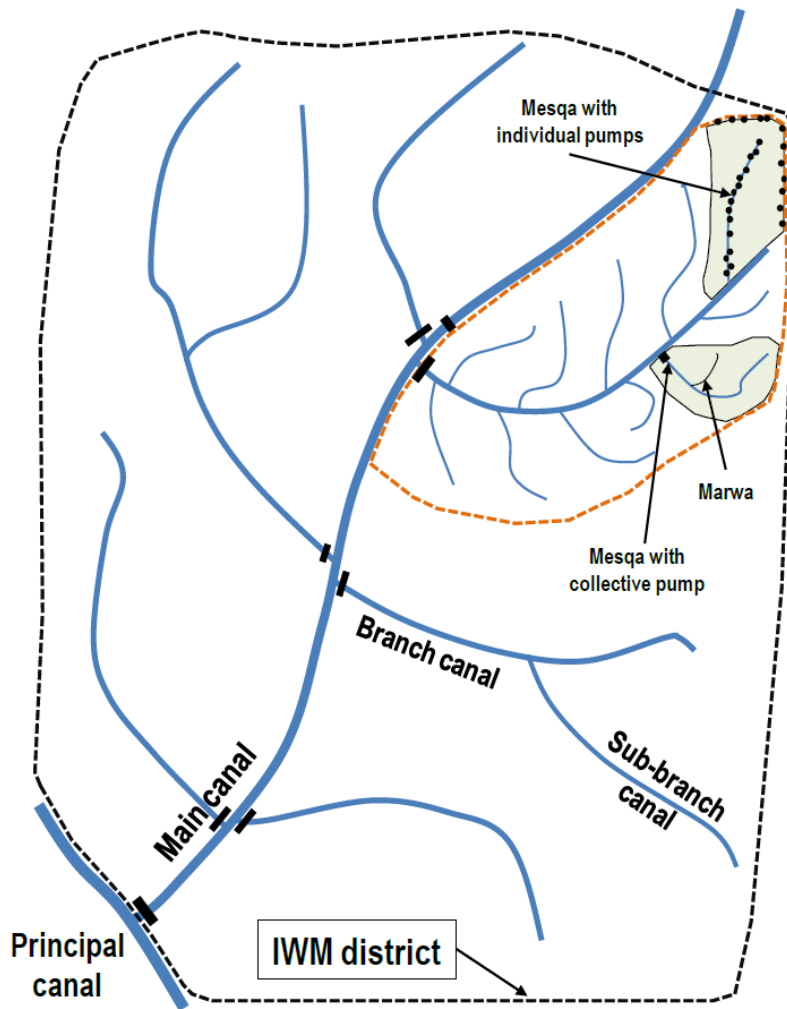 Mesqa with
individual pumps
Marwa
Mesqa with
collective pump
Branch canal
Sub-branch
canal
Main canal
Principal
canal
IWM district